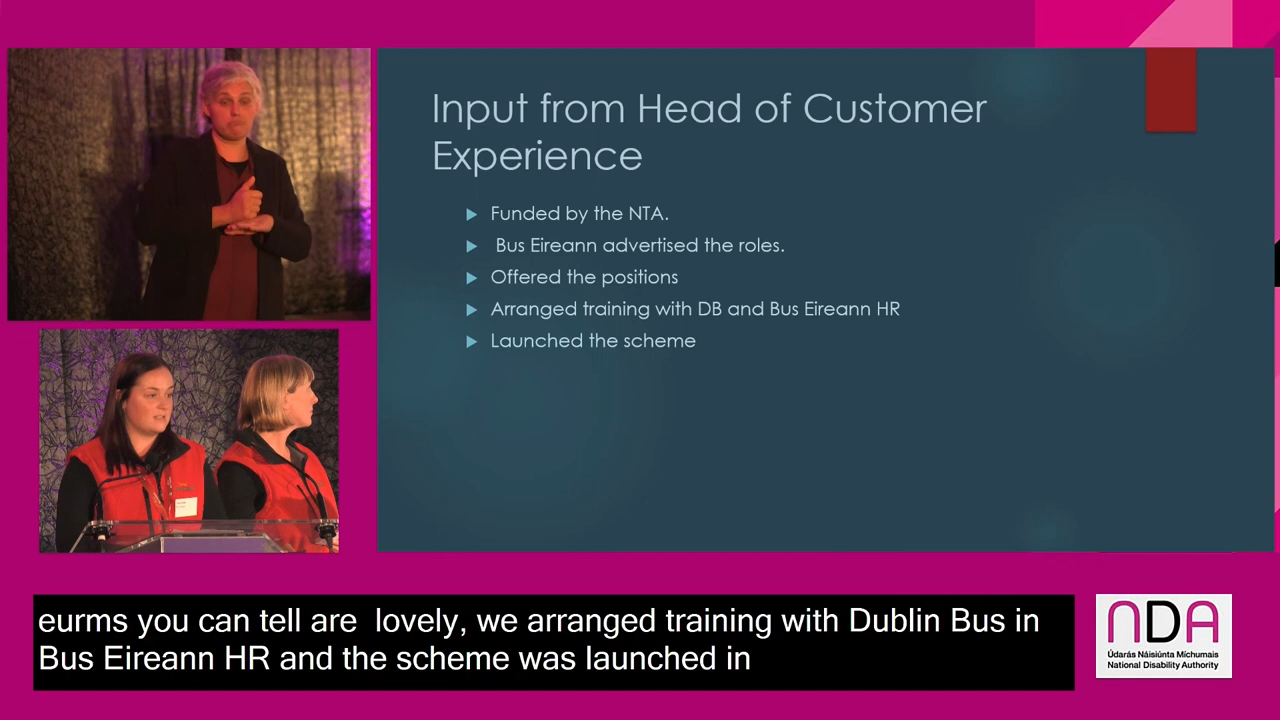 Input from Head of Customer
Experience
Funded by the NTA.
Bus Eireann advertised the roles.
Offered the positions
Arranged training with DB and Bus Eireann HR
Launched the scheme
eurms you can tell are  lovely, we arranged training with Dublin Bus in
Bus Eireann HR and the scheme was launched in
NDA
Údarás Náisiúnta Míchumais
National Disability Authority